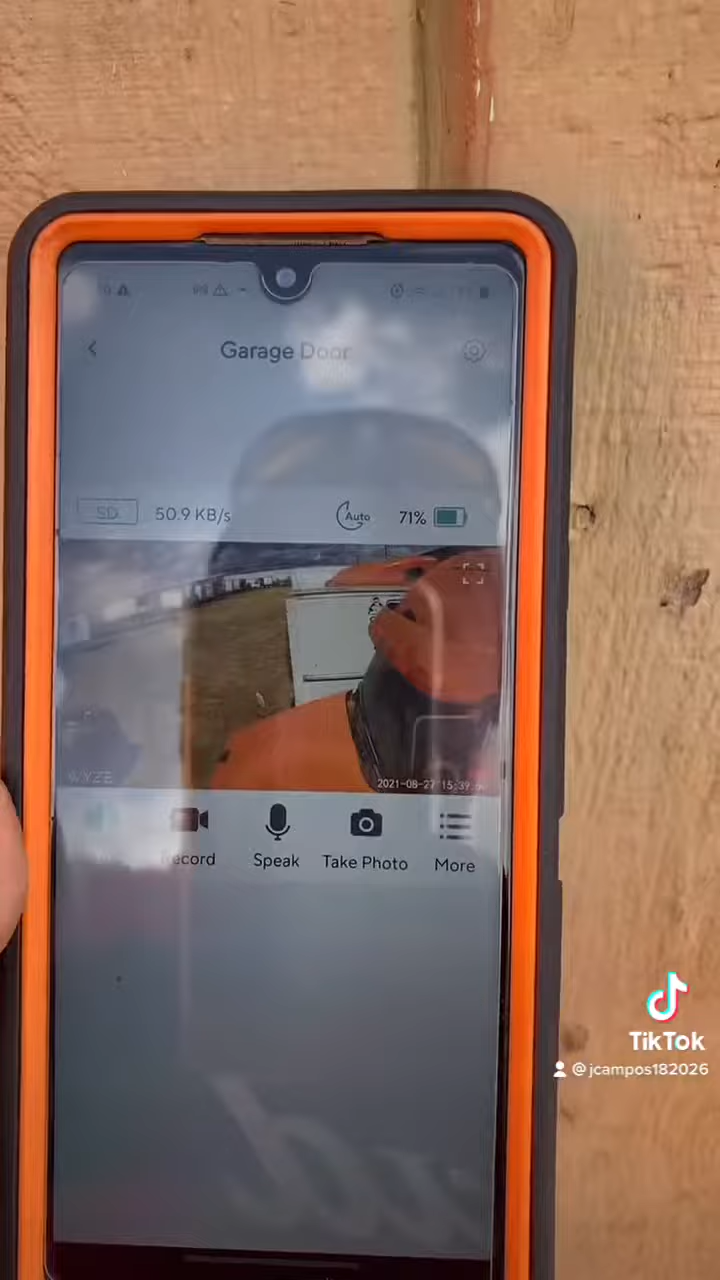 Garage Door
SD
50.9 KB/s
Auto
71%
WYZE
2021-08-27 15:39
Record
Speak
Take Photo
More
TikTok
@jcampos182026